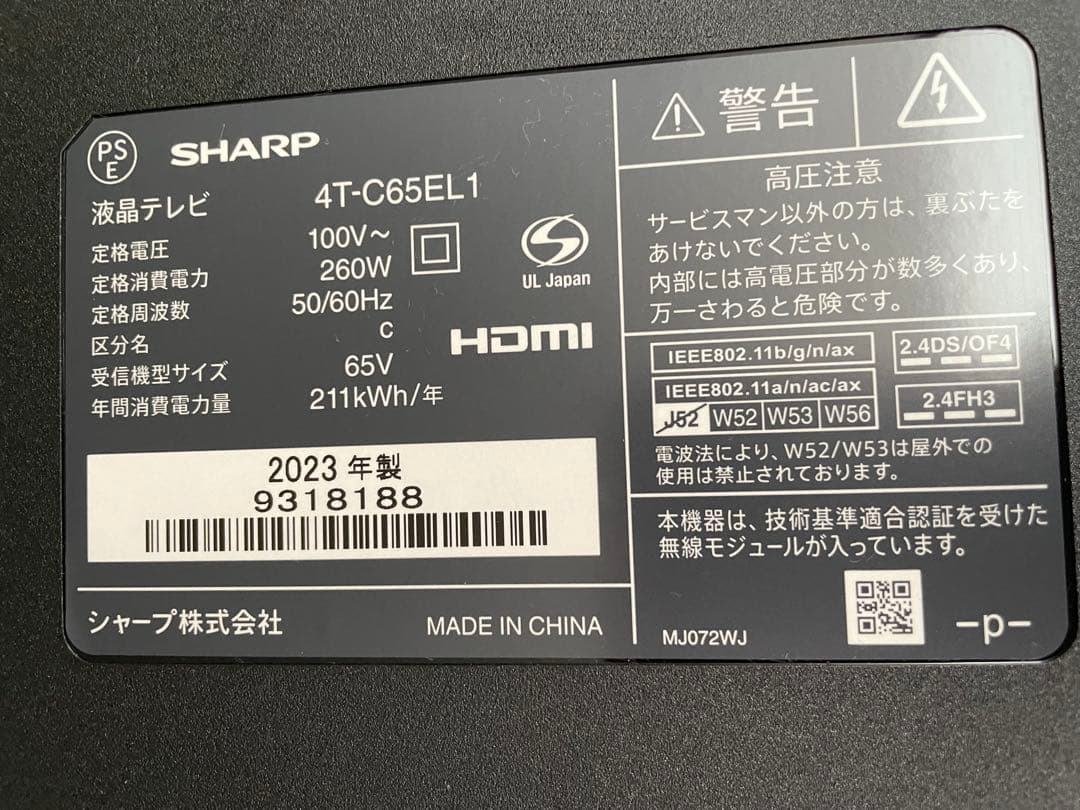 PS
E
SHARP
液晶テレビ 4T-C65EL1
定格電圧 100V～
定格消費電力 260W
定格周波数 50/60Hz
区分名 C
受信機型サイズ 65V
年間消費電力量 211kWh/年
UL Japan
HDMI
2023 年製
9318188
シャープ株式会社 MADE IN CHINA
警告
高圧注意
サービスマン以外の方は、裏ぶたを
あけないでください。
内部には高電圧部分が数多くあり、
万一さわると危険です。
IEEE802.11b/g/n/ax
IEEE802.11a/n/ac/ax
J52 W52 W53 W56
2.4DS/OF4
2.4FH3
電波法により、W52/W53は屋外での
使用は禁止されております。
本機器は、技術基準適合認証を受けた
無線モジュールが入っています。
MJ072WJ
-p-